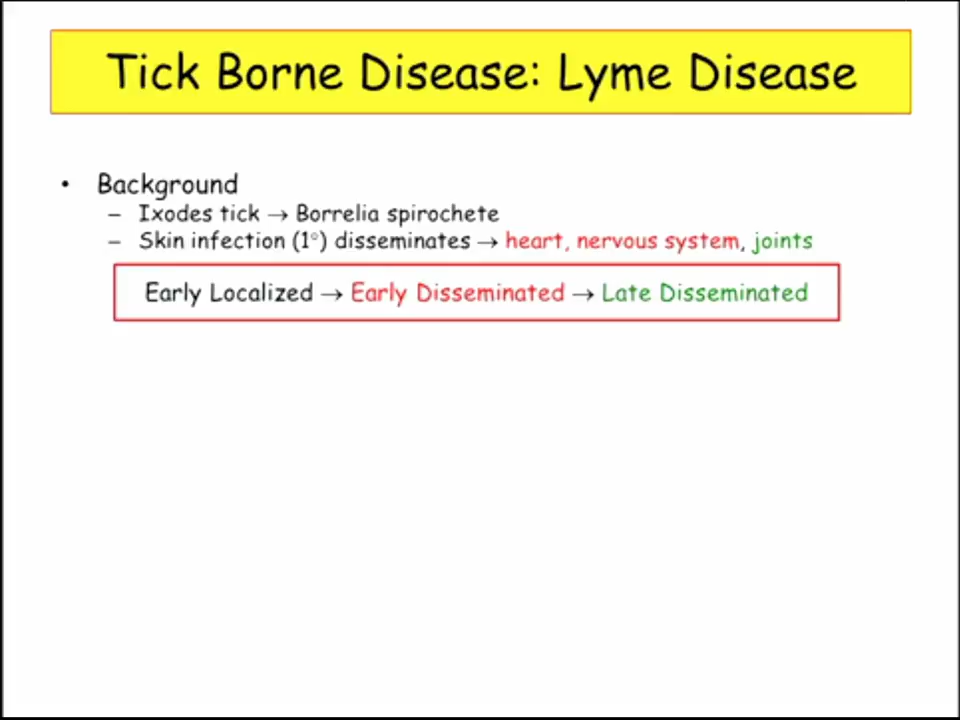 Tick Borne Disease: Lyme Disease
• Background
– Ixodes tick → Borrelia spirochete
– Skin infection (1°) disseminates → heart, nervous system, joints
Early Localized → Early Disseminated → Late Disseminated